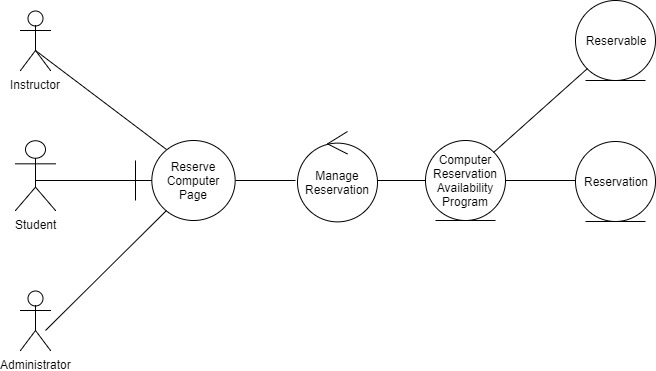 Reservable
Instructor
Reserve
Computer
Page
Manage
Reservation
Computer
Reservation
Availability
Program
Reservation
Student
Administrator